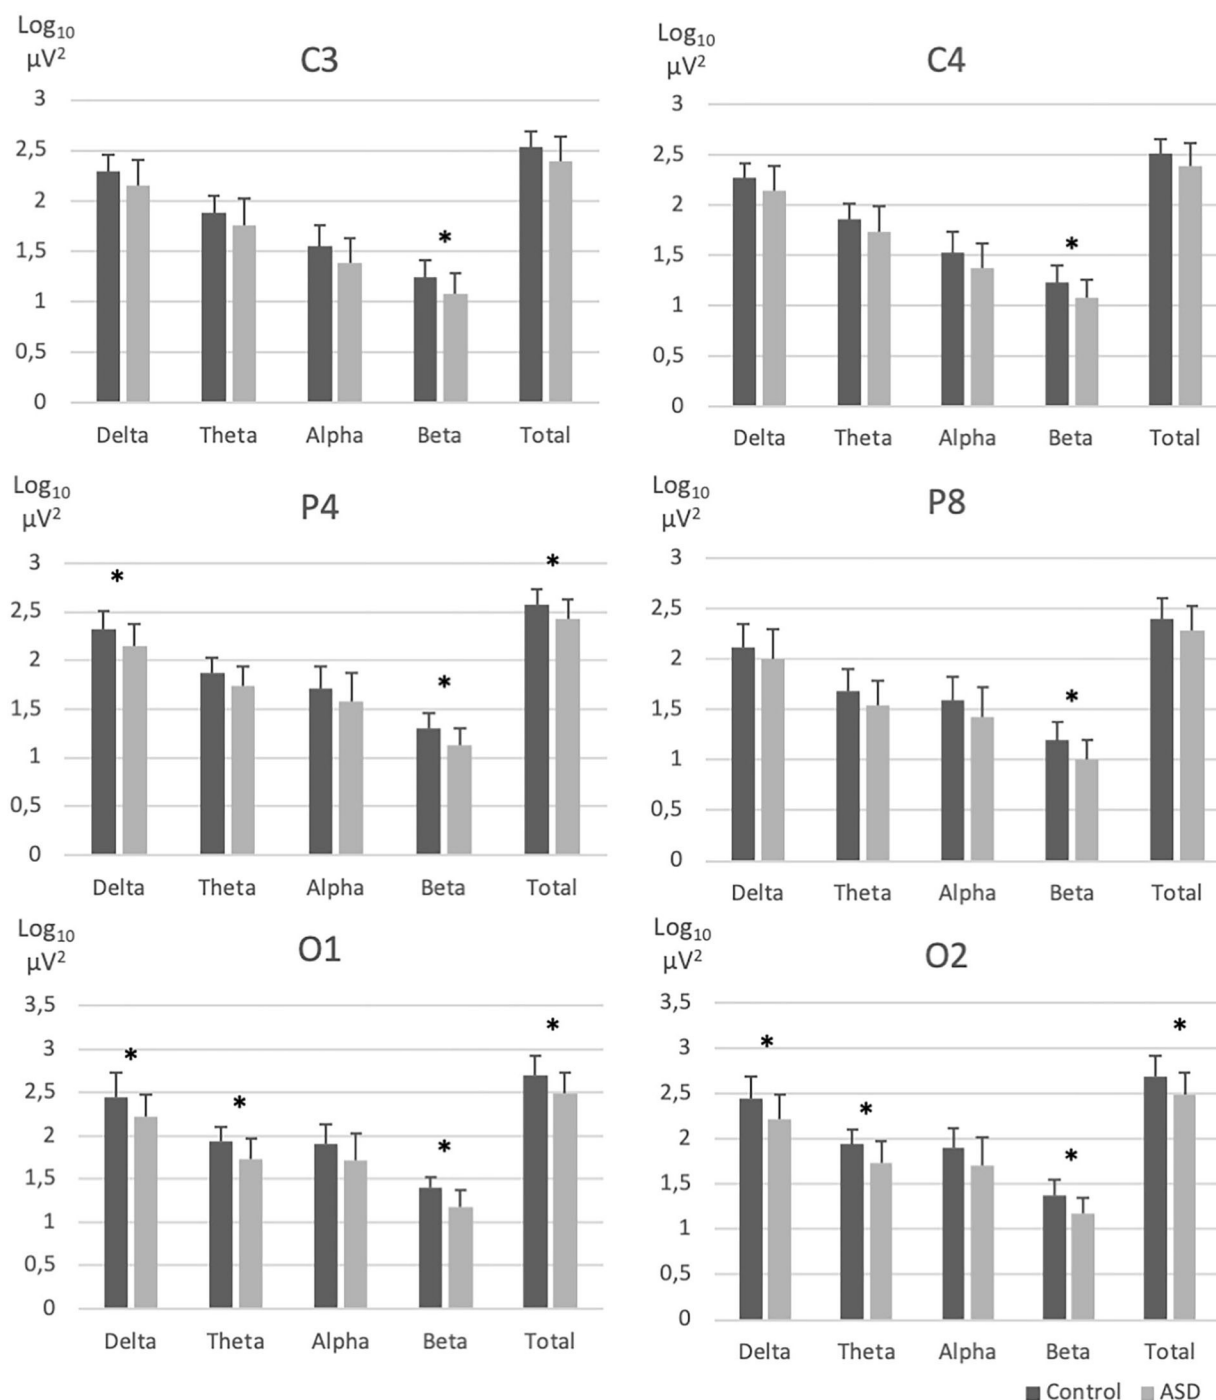 Log₁₀
µV²
C3
3
2,5
2
1,5
1
0,5
0
*
Delta Theta Alpha Beta Total
Log₁₀
µV²
C4
3
2,5
2
1,5
1
0,5
0
*
Delta Theta Alpha Beta Total
Log₁₀
µV²
P4
3
2,5
2
1,5
1
0,5
0
* * *
Delta Theta Alpha Beta Total
Log₁₀
µV²
P8
3
2,5
2
1,5
1
0,5
0
*
Delta Theta Alpha Beta Total
Log₁₀
µV²
O1
3,5
3
2,5
2
1,5
1
0,5
0
* * * *
Delta Theta Alpha Beta Total
Log₁₀
µV²
O2
3,5
3
2,5
2
1,5
1
0,5
0
* * * *
Delta Theta Alpha Beta Total
Control ASD